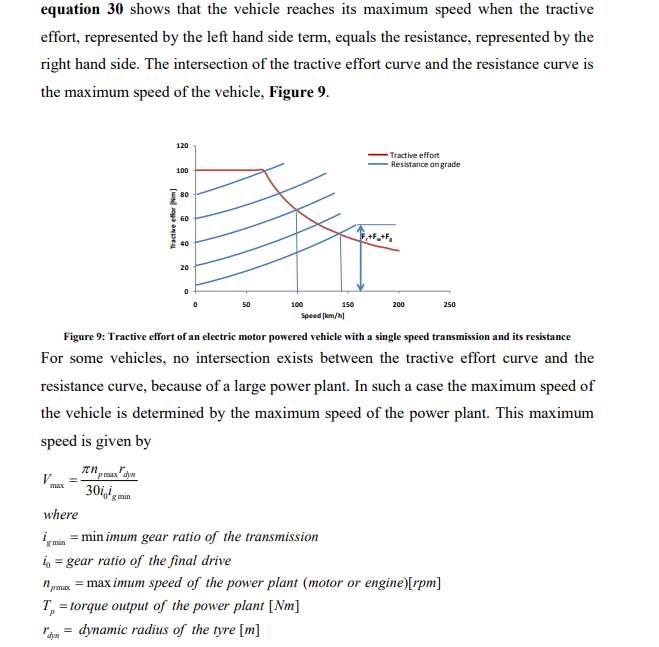 equation 30 shows that the vehicle reaches its maximum speed when the tractive
effort, represented by the left hand side term, equals the resistance, represented by the
right hand side. The intersection of the tractive effort curve and the resistance curve is
the maximum speed of the vehicle, Figure 9.
120
100
80
60
40
20
0
Tractive effor [Nm]
Tractive effort
Resistance on grade
F_r+F_w+F_g
0 50 100 150 200 250
Speed [km/h]
Figure 9: Tractive effort of an electric motor powered vehicle with a single speed transmission and its resistance
For some vehicles, no intersection exists between the tractive effort curve and the
resistance curve, because of a large power plant. In such a case the maximum speed of
the vehicle is determined by the maximum speed of the power plant. This maximum
speed is given by
V_max = πn_pmax r_dyn / 30i_0 i_g min
where
i_g min = min imum gear ratio of the transmission
i_0 = gear ratio of the final drive
n_pmax = max imum speed of the power plant (motor or engine)[rpm]
T_p = torque output of the power plant [Nm]
r_dyn = dynamic radius of the tyre [m]